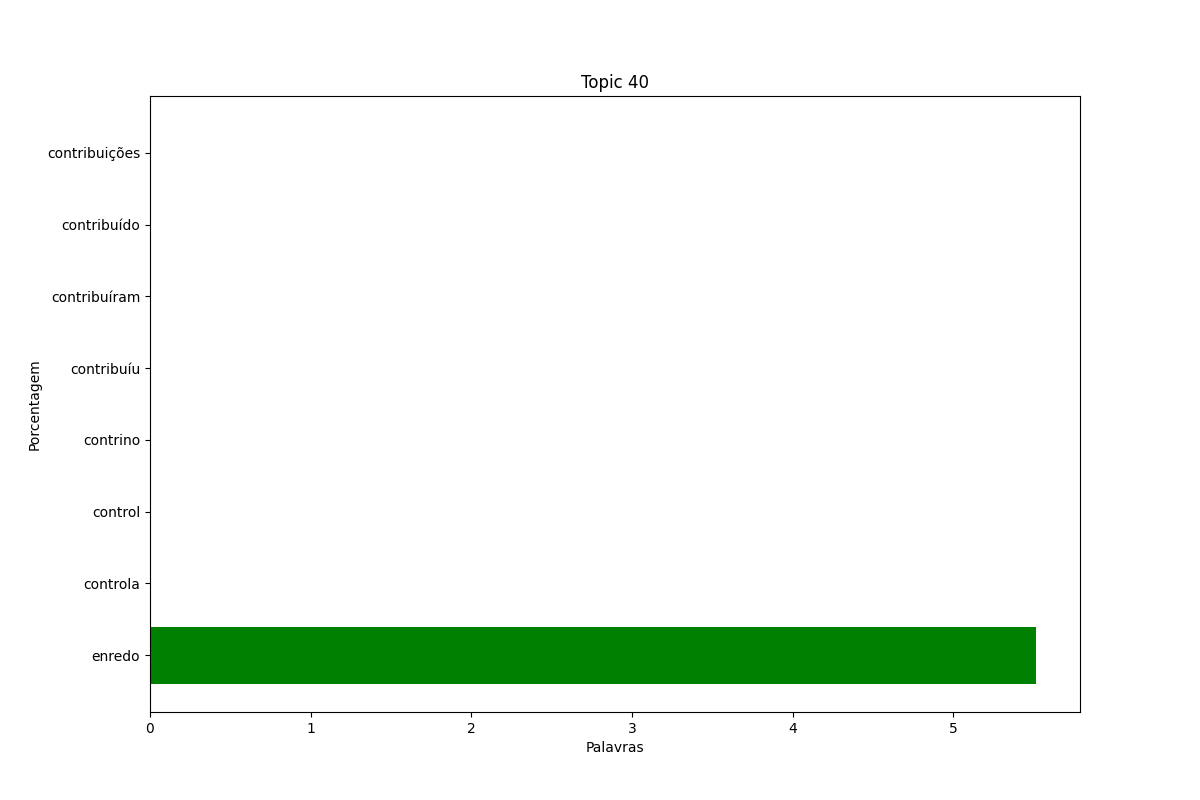 Topic 40
contribuições
contribuído
contribuíram
contribuíu
contrino
control
controla
enredo
Porcentagem
0 1 2 3 4 5
Palavras